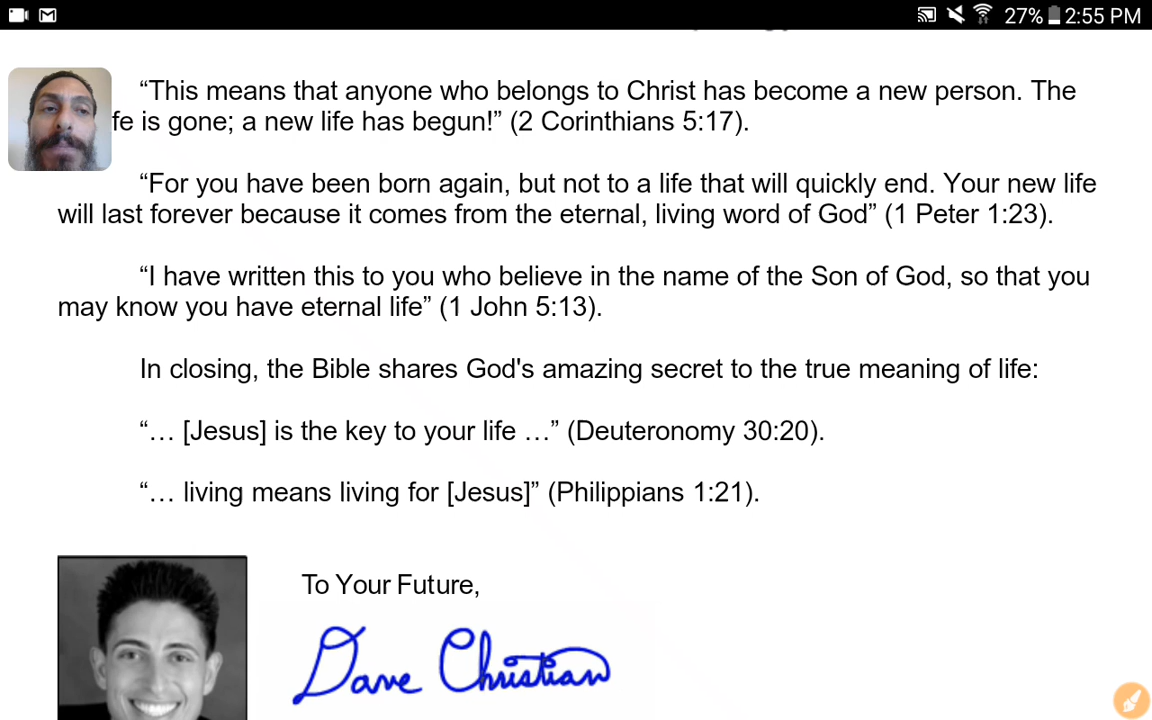 27% 2:55 PM
“This means that anyone who belongs to Christ has become a new person. The
fe is gone; a new life has begun!” (2 Corinthians 5:17).
“For you have been born again, but not to a life that will quickly end. Your new life
will last forever because it comes from the eternal, living word of God” (1 Peter 1:23).
“I have written this to you who believe in the name of the Son of God, so that you
may know you have eternal life” (1 John 5:13).
In closing, the Bible shares God's amazing secret to the true meaning of life:
“… [Jesus] is the key to your life …” (Deuteronomy 30:20).
“… living means living for [Jesus]” (Philippians 1:21).
To Your Future,
Dave Christian